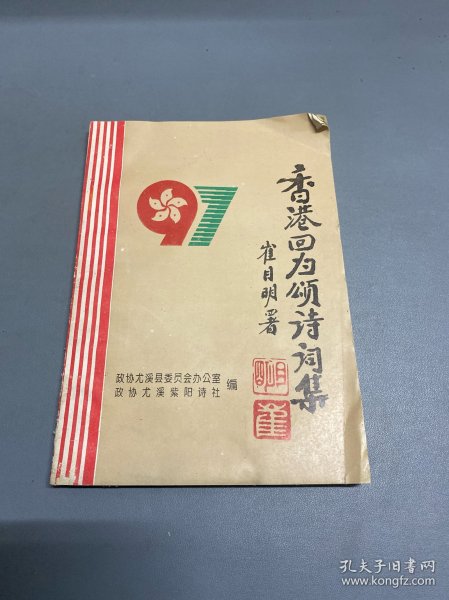 97
香港回归颂诗词集
崔月明署
政协尤溪县委员会办公室
政协尤溪紫阳诗社
编
孔夫子旧书网
www.kongfz.com